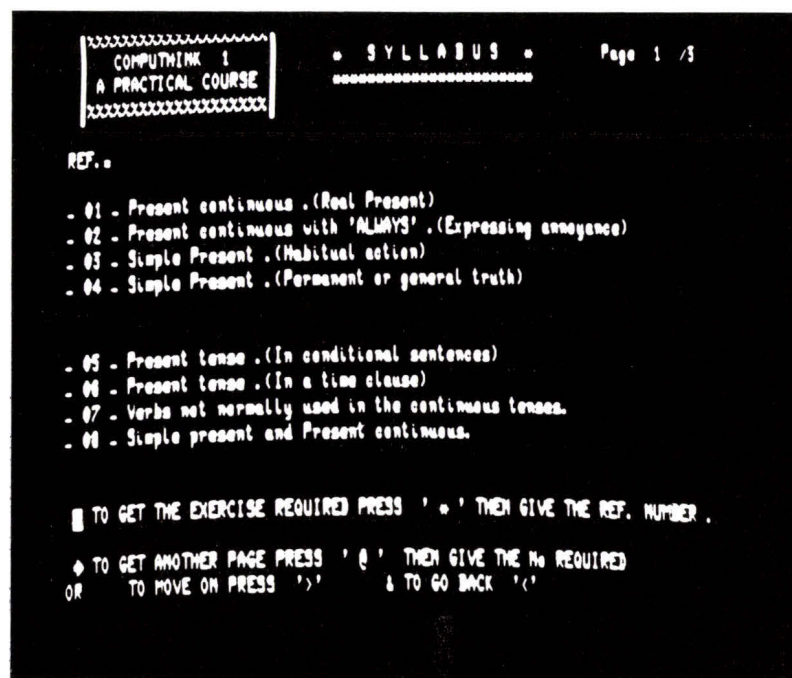 COMPUTHINK 1
A PRACTICAL COURSE
* SYLLABUS *
Page 1 /3
REF.=
- 01 - Present continuous .(Real Present)
- 02 - Present continuous with 'ALWAYS' .(Expressing annoyance)
- 03 - Simple Present .(Habitual action)
- 04 - Simple Present .(Permanent or general truth)
- 05 - Present tense .(In conditional sentences)
- 06 - Present tense .(In a time clause)
- 07 - Verbs not normally used in the continuous tenses.
- 08 - Simple present and Present continuous.
TO GET THE EXERCISE REQUIRED PRESS ' * ' THEN GIVE THE REF. NUMBER .
TO GET ANOTHER PAGE PRESS ' @ ' THEN GIVE THE No REQUIRED
OR TO MOVE ON PRESS '>' & TO GO BACK '<'